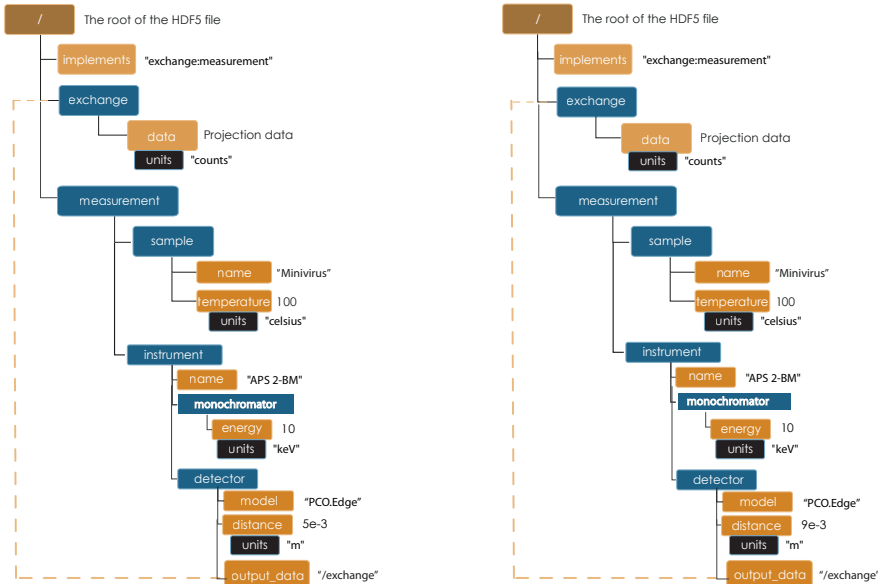 / The root of the HDF5 file
implements "exchange:measurement"
exchange
data Projection data
units "counts"
measurement
sample
name "Minivirus"
temperature 100
units "celsius"
instrument
name "APS 2-BM"
monochromator
energy 10
units "keV"
detector
model "PCO.Edge"
distance 5e-3
units "m"
output_data "/exchange"
/ The root of the HDF5 file
implements "exchange:measurement"
exchange
data Projection data
units "counts"
measurement
sample
name "Minivirus"
temperature 100
units "celsius"
instrument
name "APS 2-BM"
monochromator
energy 10
units "keV"
detector
model "PCO.Edge"
distance 9e-3
units "m"
output_data "/exchange"